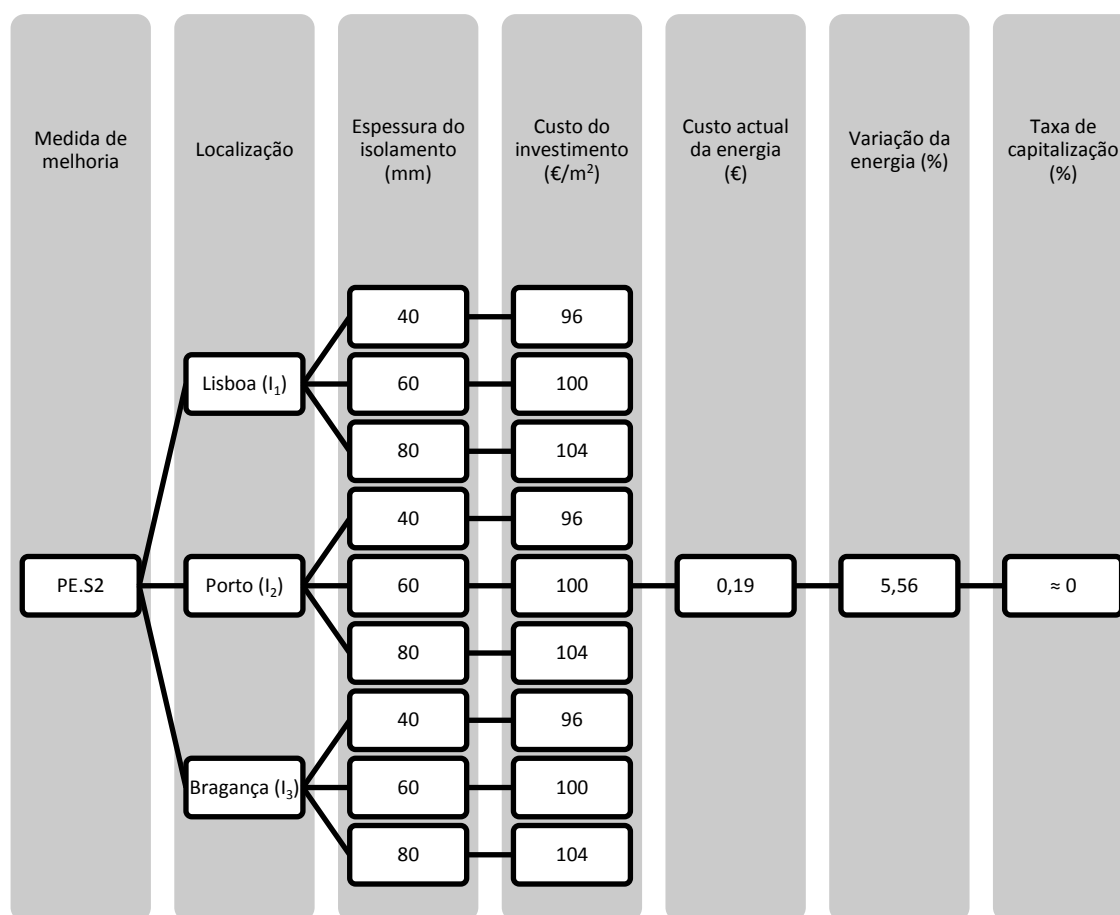 Medida de
melhoria
Localização
Espessura do
isolamento
(mm)
Custo do
investimento
(€/m²)
Custo actual
da energia
(€)
Variação da
energia (%)
Taxa de
capitalização
(%)
PE.S2
Lisboa (I₁)
40
96
60
100
80
104
Porto (I₂)
40
96
60
100
80
104
Bragança (I₃)
40
96
60
100
80
104
0,19
5,56
≈ 0